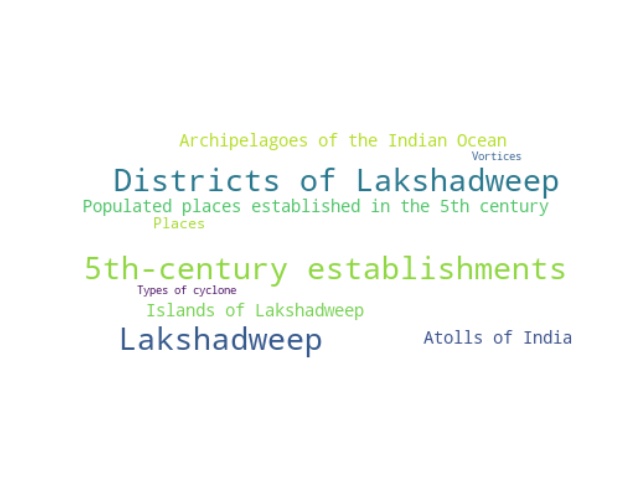 Archipelagoes of the Indian Ocean
Vortices
Districts of Lakshadweep
Populated places established in the 5th century
Places
5th-century establishments
Types of cyclone
Islands of Lakshadweep
Lakshadweep
Atolls of India